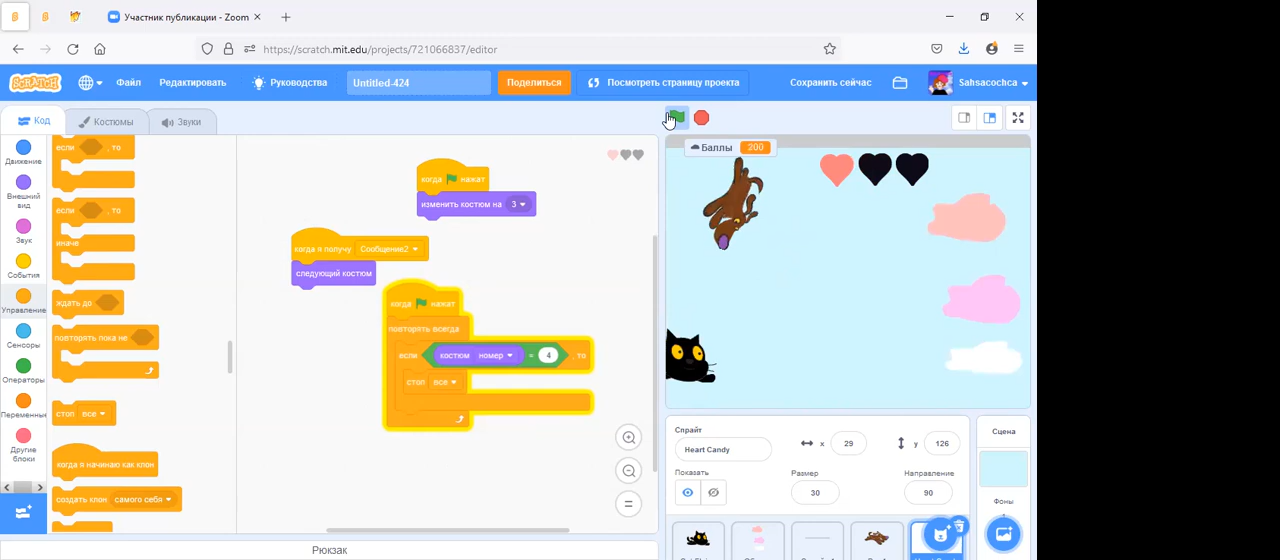 Участник публикации - Zoom
https://scratch.mit.edu/projects/721066837/editor
SCRATCH
Файл
Редактировать
Руководства
Untitled-424
Поделиться
Посмотреть страницу проекта
Сохранить сейчас
Sahsacochca
Код
Костюмы
Звуки
Движение
Внешний вид
Звук
События
Управление
Сенсоры
Операторы
Переменные
Другие блоки
если , то
если , то
иначе
ждать до
повторять пока не
стоп все
когда я начинаю как клон
создать клон самого себя
когда нажат
изменить костюм на 3
когда я получу Сообщение2
следующий костюм
когда нажат
повторять всегда
если костюм номер = 4 , то
стоп все
Рюкзак
Баллы 200
Спрайт
Heart Candy
x 29
y 126
Показать
Размер
30
Направление
90
Сцена
Фоны